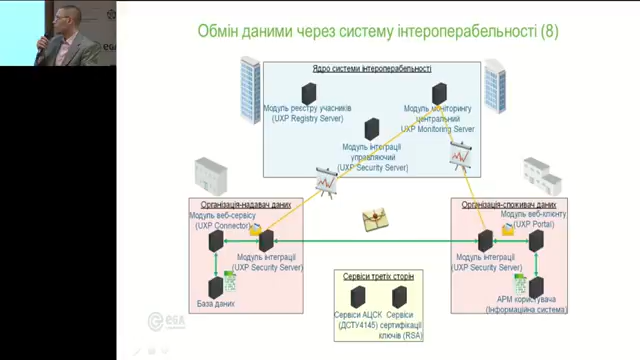 Обмін даними через систему інтероперабельності (8)
Ядро системи інтероперабельності
Модуль реєстру учасників
(UXP Registry Server)
Модуль моніторингу
центральний
UXP Monitoring Server
Модуль інтеграції
управляючий
(UXP Security Server)
Організація-надавач даних
Модуль веб-сервісу
(UXP Connector)
Модуль інтеграції
(UXP Security Server)
База даних
Організація-споживач даних
Модуль веб-клієнту
(UXP Portal)
Модуль інтеграції
(UXP Security Server)
АРМ користувача
(Інформаційна система)
Сервіси третіх сторін
Сервіси АЦСК
(ДСТУ4145)
Сервіси
сертифікації
ключів (RSA)
eGA